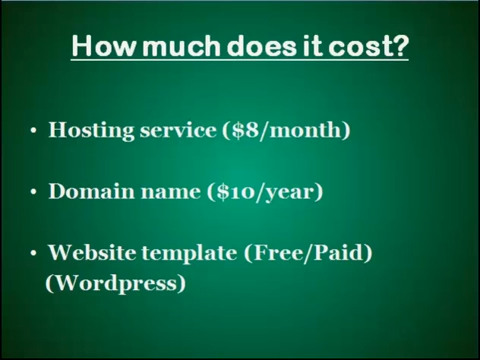 How much does it cost?
• Hosting service ($8/month)
• Domain name ($10/year)
• Website template (Free/Paid)
(Wordpress)